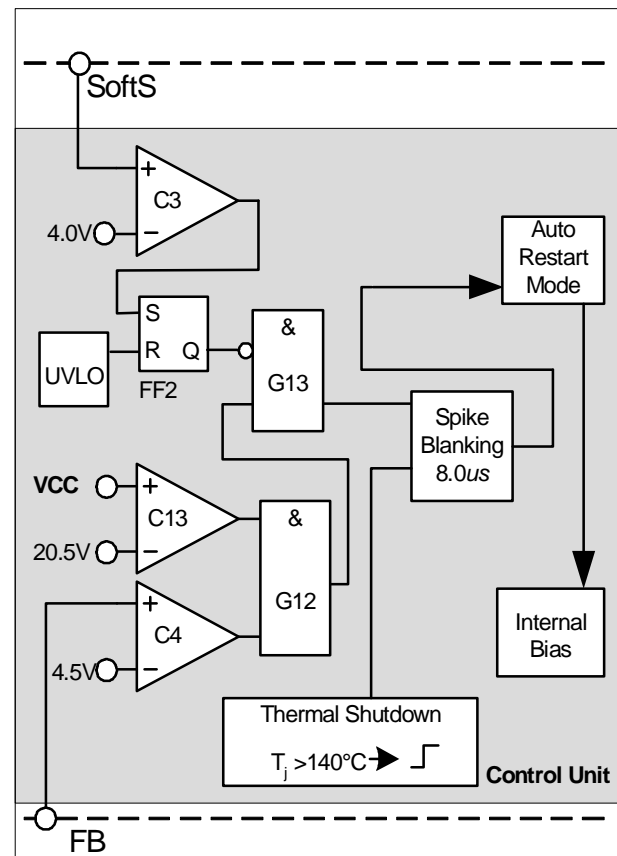 SoftS
+
C3
4.0V
−
Auto
Restart
Mode
S
R Q
UVLO
FF2
&
G13
Spike
Blanking
8.0us
VCC
+
C13
20.5V
−
&
G12
+
C4
4.5V
−
Internal
Bias
Thermal Shutdown
Tj >140°C
Control Unit
FB